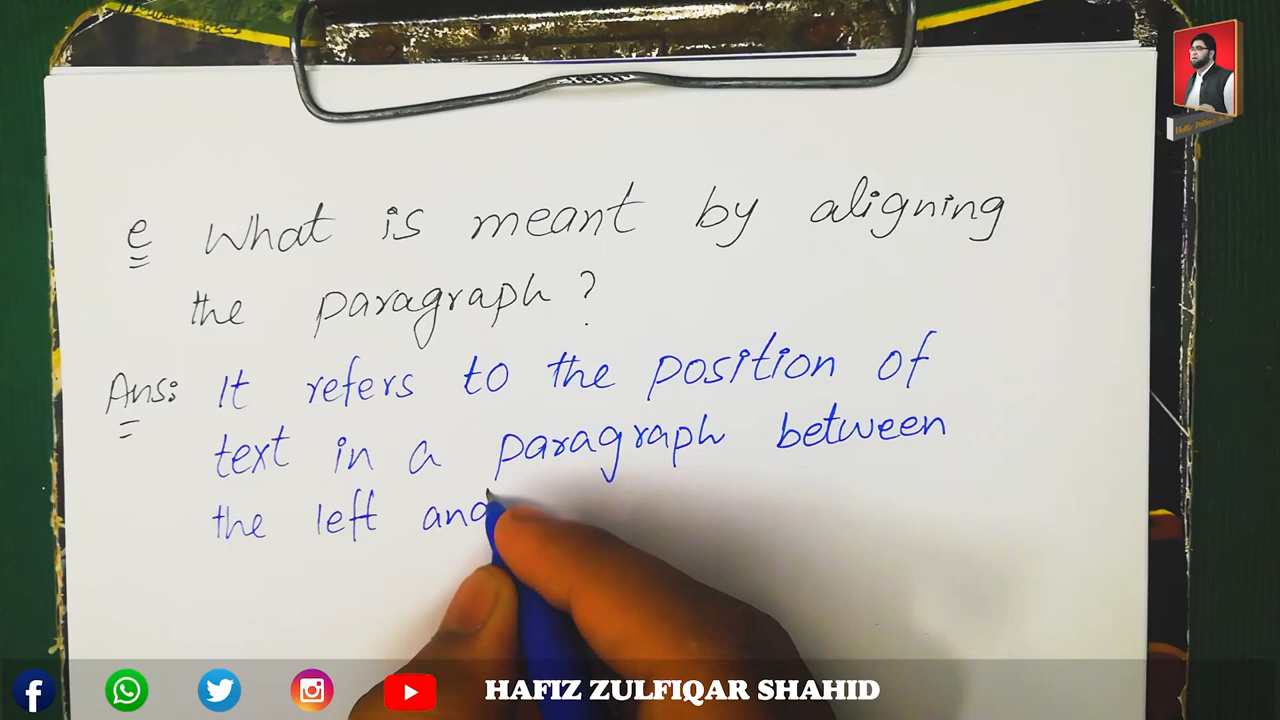 e What is meant by aligning
the paragraph?
Ans: It refers to the position of
text in a paragraph between
the left and
HAFIZ ZULFIQAR SHAHID